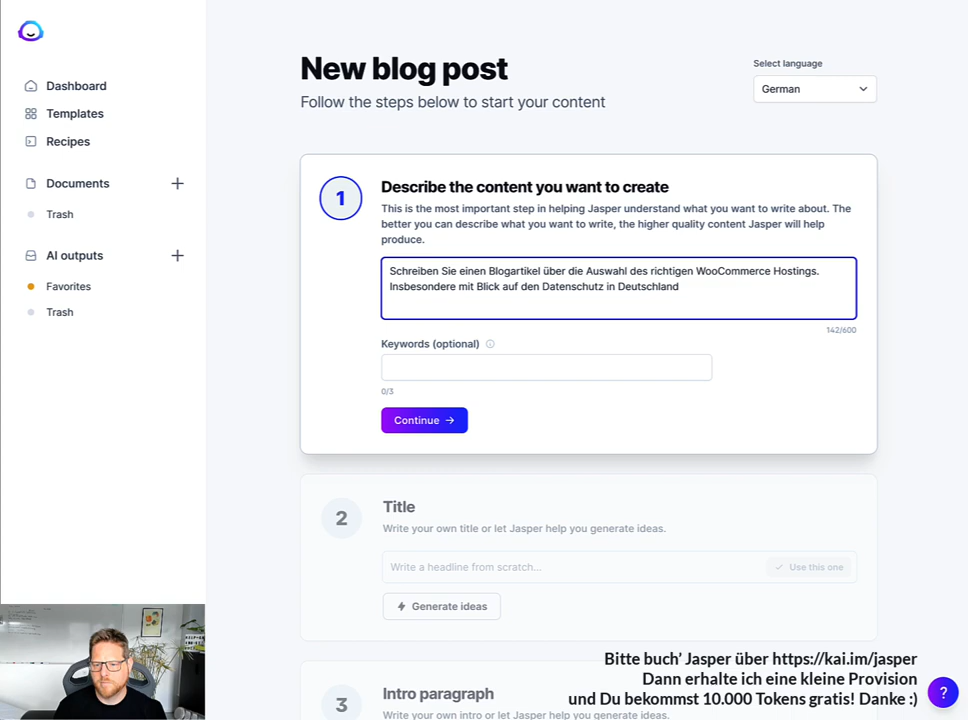 New blog post
Follow the steps below to start your content
Select language
German
Dashboard
Templates
Recipes
Documents
Trash
AI outputs
Favorites
Trash
1
Describe the content you want to create
This is the most important step in helping Jasper understand what you want to write about. The
better you can describe what you want to write, the higher quality content Jasper will help
produce.
Schreiben Sie einen Blogartikel über die Auswahl des richtigen WooCommerce Hostings.
Insbesondere mit Blick auf den Datenschutz in Deutschland
142/600
Keywords (optional)
0/3
Continue →
2
Title
Write your own title or let Jasper help you generate ideas.
Write a headline from scratch...
Use this one
Generate ideas
3
Intro paragraph
Write your own intro or let Jasper help you generate ideas.
Bitte buch' Jasper über https://kai.im/jasper
Dann erhalte ich eine kleine Provision
und Du bekommst 10.000 Tokens gratis! Danke :)
?